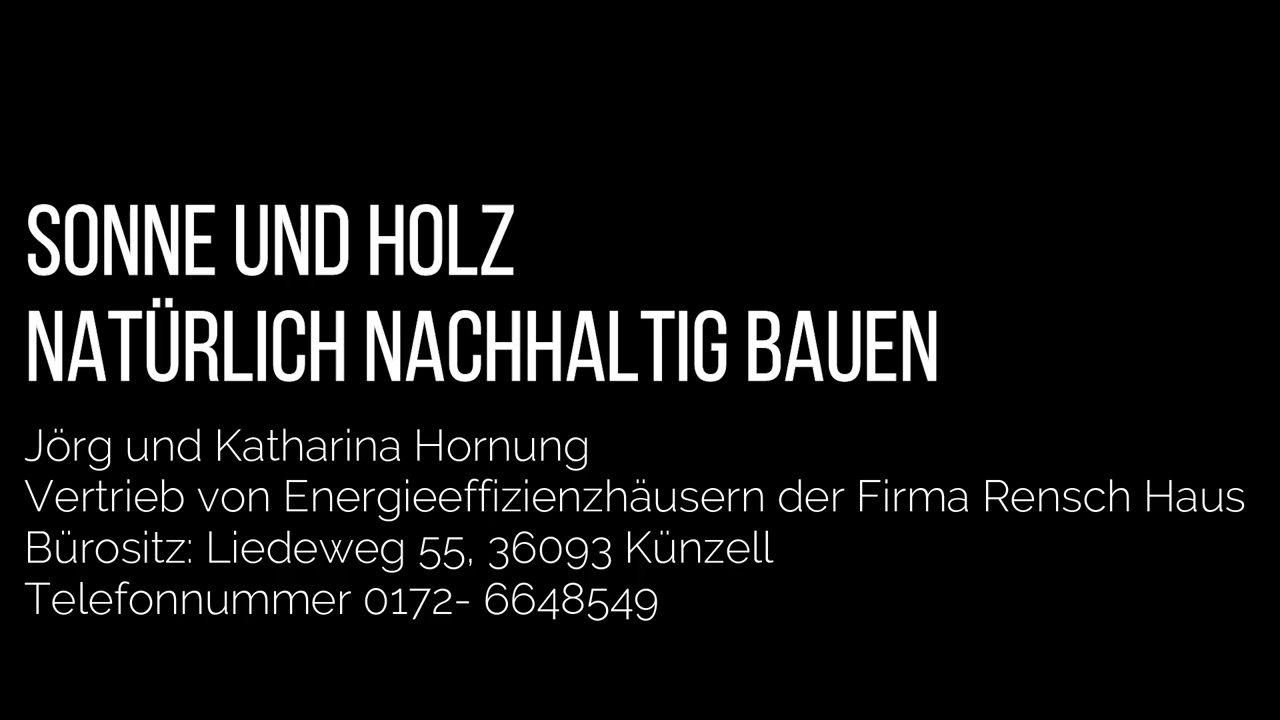 SONNE UND HOLZ
NATÜRLICH NACHHALTIG BAUEN
Jörg und Katharina Hornung
Vertrieb von Energieeffizienzhäusern der Firma Rensch Haus
Bürositz: Liedeweg 55, 36093 Künzell
Telefonnummer 0172- 6648549